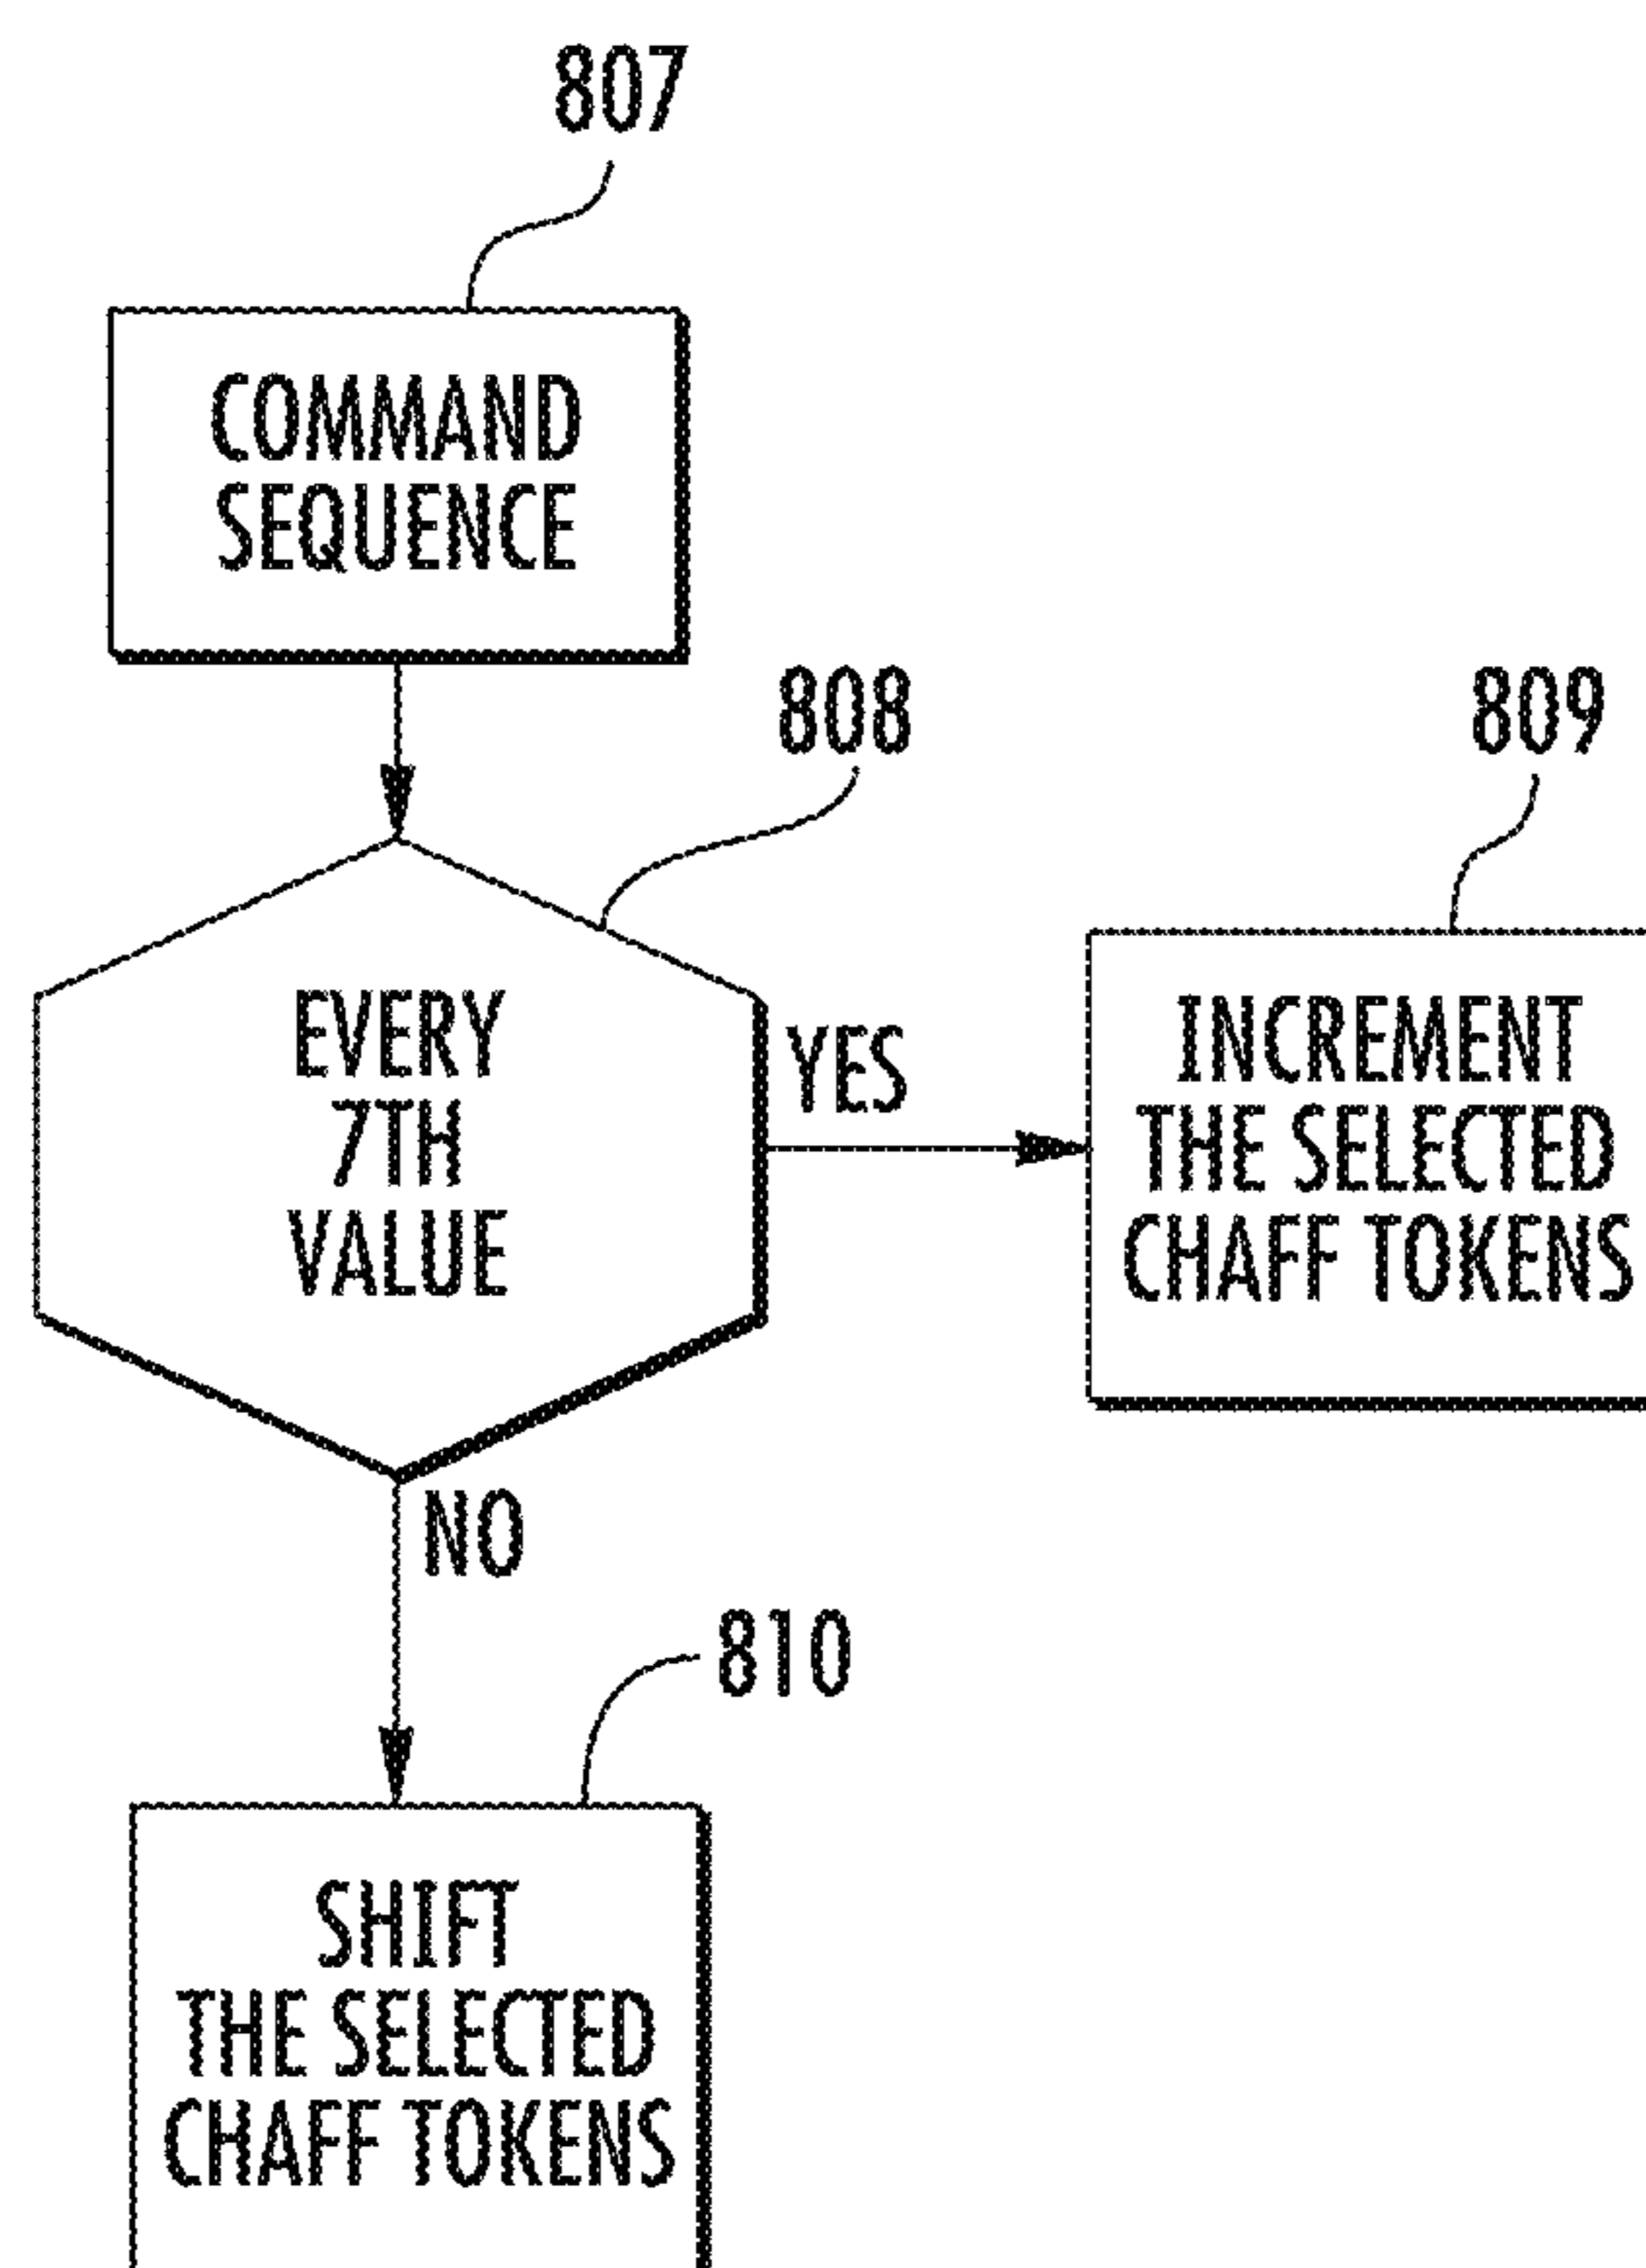 807
COMMAND
SEQUENCE
808
809
EVERY
7TH
VALUE
YES
INCREMENT
THE SELECTED
CHAFF TOKENS
NO
810
SHIFT
THE SELECTED
CHAFF TOKENS